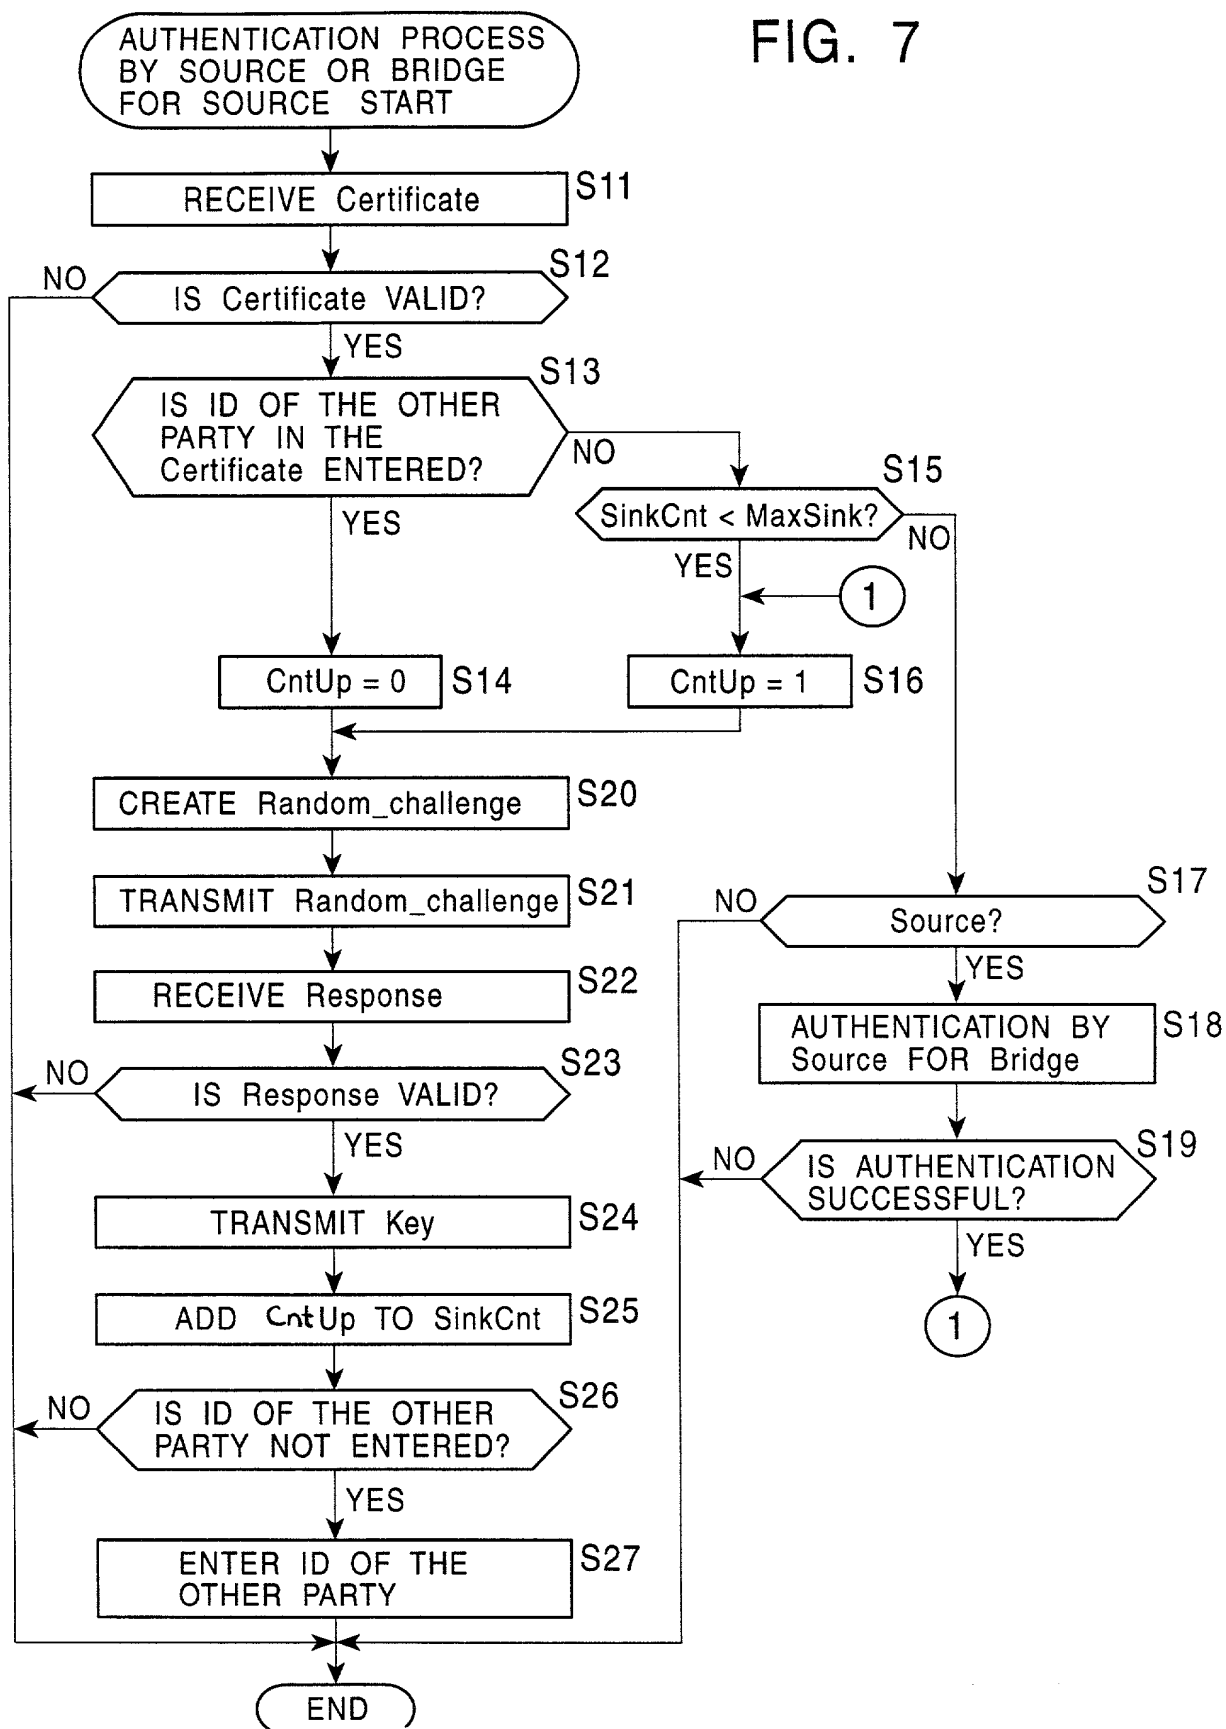 FIG. 7
AUTHENTICATION PROCESS
BY SOURCE OR BRIDGE
FOR SOURCE START
S11
RECEIVE Certificate
S12
NO
IS Certificate VALID?
YES
S13
IS ID OF THE OTHER
PARTY IN THE
Certificate ENTERED?
NO
YES
S15
SinkCnt < MaxSink?
NO
YES
1
CntUp = 0
S14
CntUp = 1
S16
CREATE Random_challenge
S20
TRANSMIT Random_challenge
S21
RECEIVE Response
S22
S17
NO
Source?
YES
AUTHENTICATION BY
Source FOR Bridge
S18
S23
NO
IS Response VALID?
YES
S19
NO
IS AUTHENTICATION
SUCCESSFUL?
YES
1
TRANSMIT Key
S24
ADD CntUp TO SinkCnt
S25
S26
NO
IS ID OF THE OTHER
PARTY NOT ENTERED?
YES
ENTER ID OF THE
OTHER PARTY
S27
END